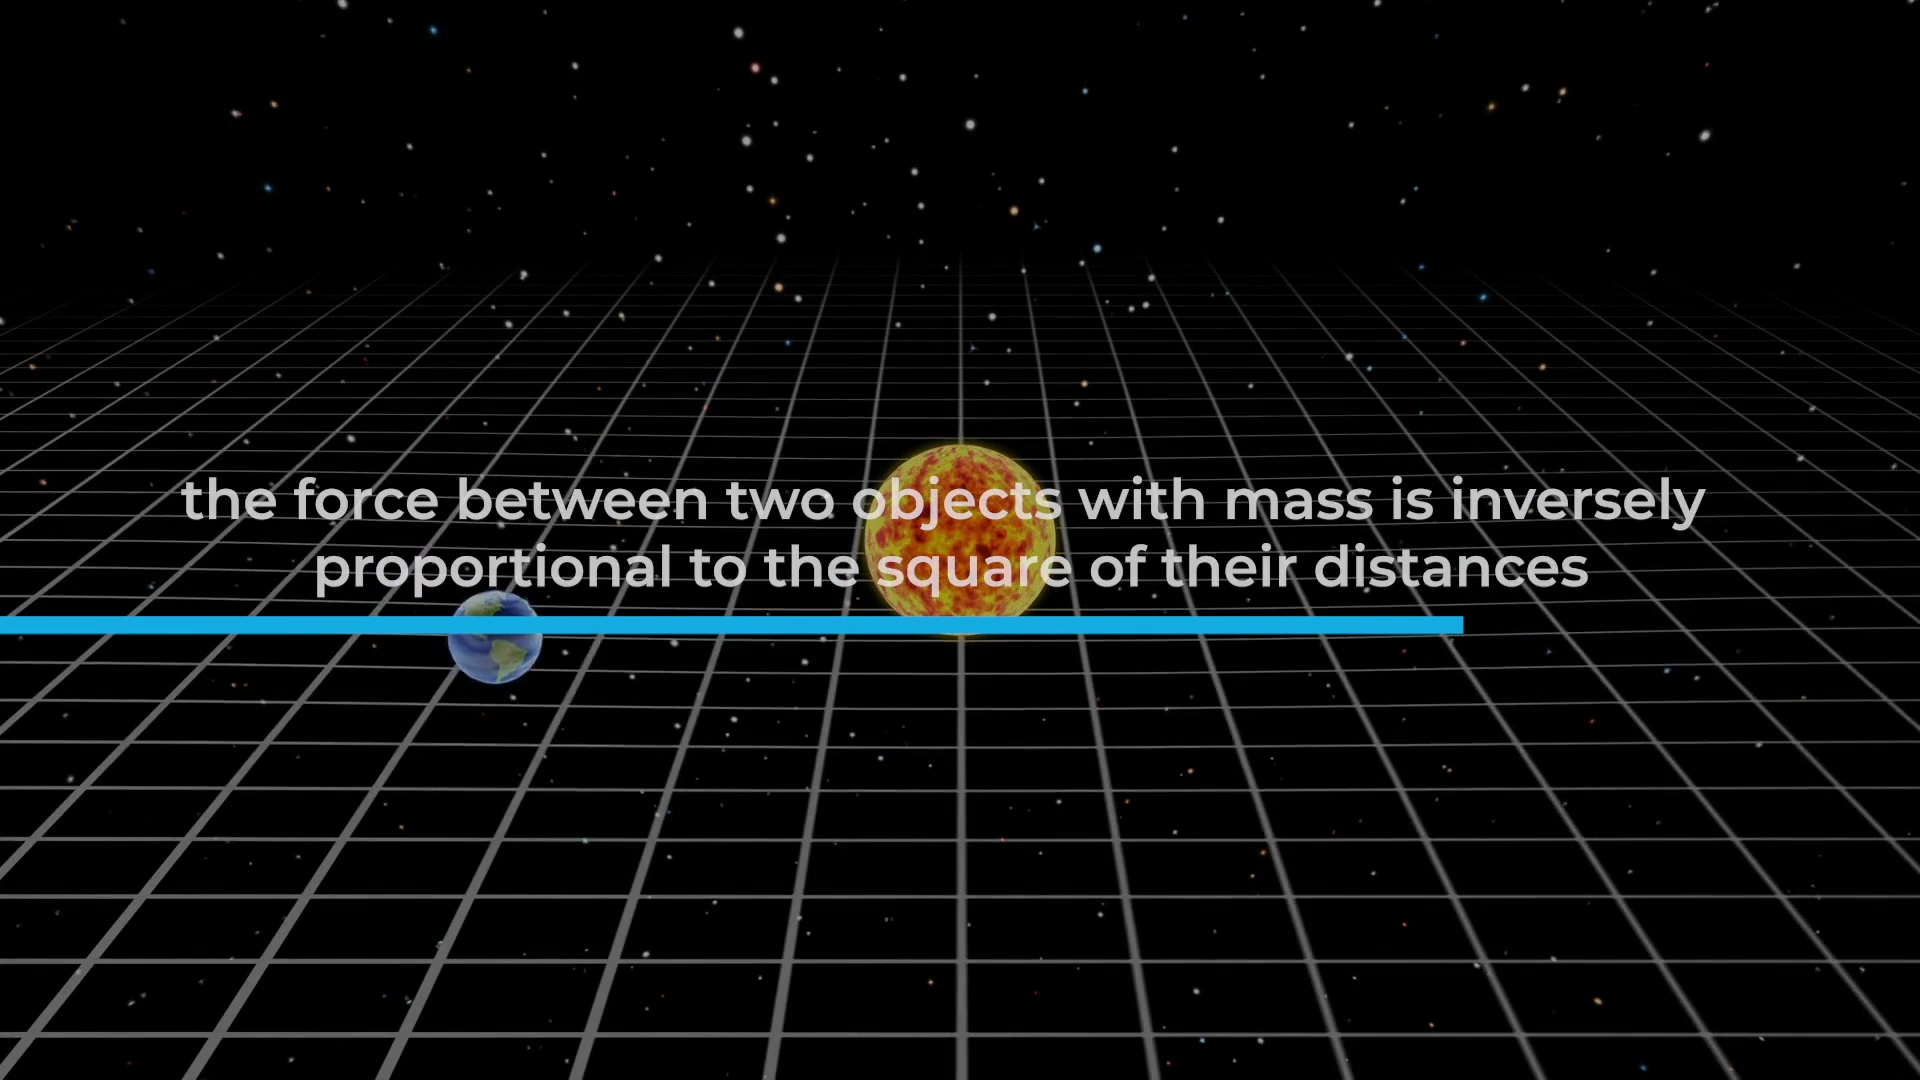 the force between two objects with mass is inversely
proportional to the square of their distances